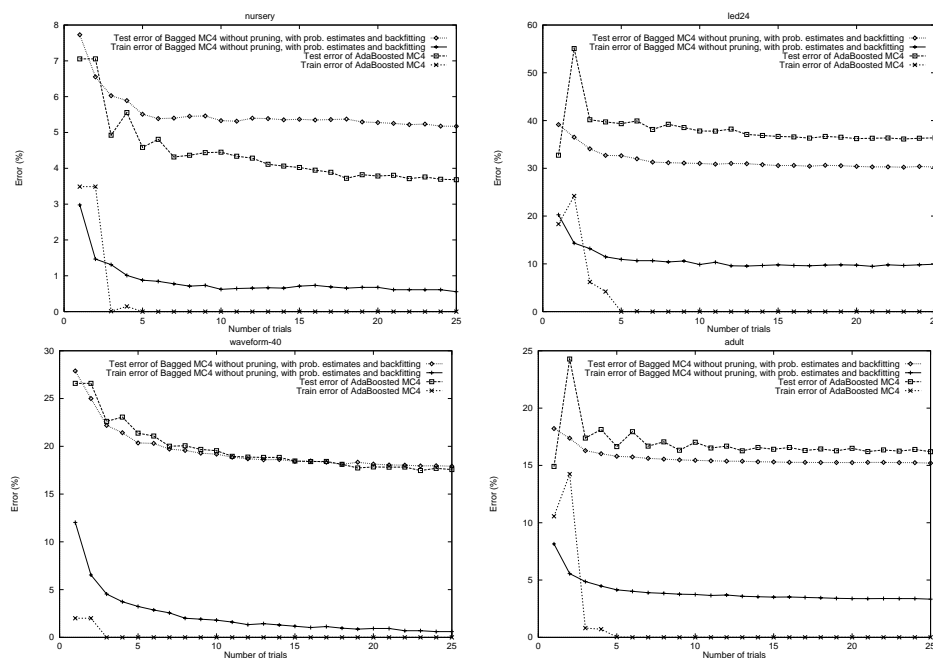 nursery
Test error of Bagged MC4 without pruning, with prob. estimates and backfitting
Train error of Bagged MC4 without pruning, with prob. estimates and backfitting
Test error of AdaBoosted MC4
Train error of AdaBoosted MC4
Error (%)
8
7
6
5
4
3
2
1
0
0 5 10 15 20 25
Number of trials
led24
Test error of Bagged MC4 without pruning, with prob. estimates and backfitting
Train error of Bagged MC4 without pruning, with prob. estimates and backfitting
Test error of AdaBoosted MC4
Train error of AdaBoosted MC4
Error (%)
60
50
40
30
20
10
0
0 5 10 15 20 25
Number of trials
waveform-40
Test error of Bagged MC4 without pruning, with prob. estimates and backfitting
Train error of Bagged MC4 without pruning, with prob. estimates and backfitting
Test error of AdaBoosted MC4
Train error of AdaBoosted MC4
Error (%)
30
25
20
15
10
5
0
0 5 10 15 20 25
Number of trials
adult
Test error of Bagged MC4 without pruning, with prob. estimates and backfitting
Train error of Bagged MC4 without pruning, with prob. estimates and backfitting
Test error of AdaBoosted MC4
Train error of AdaBoosted MC4
Error (%)
25
20
15
10
5
0
0 5 10 15 20 25
Number of trials